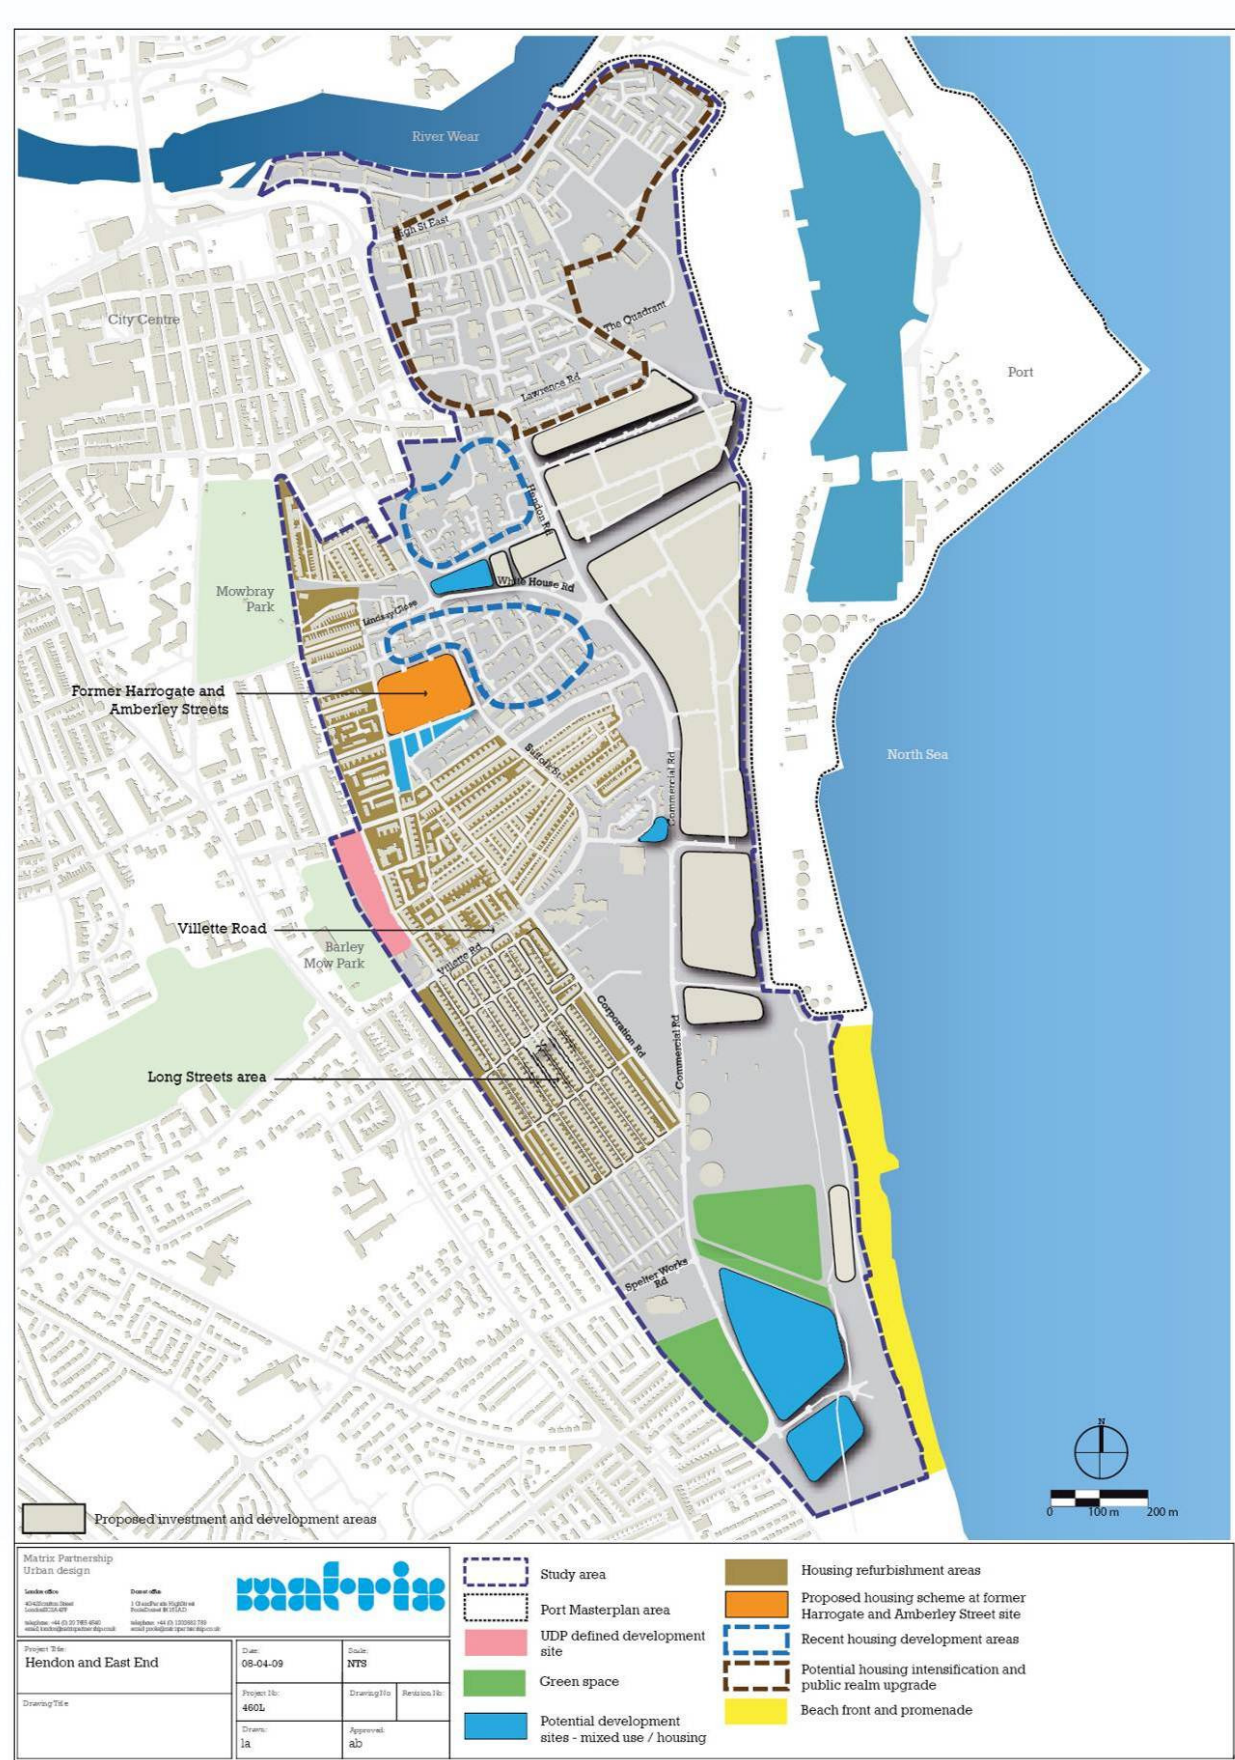 River Wear
High St East
City Centre
The Quadrant
Port
Lawrence Rd
Hendon Rd
White House Rd
Mowbray
Park
Lindsay Close
Former Harrogate and
Amberley Streets
Suffolk St
Commercial Rd
North Sea
Villette Road
Barley
Mow Park
Villette Rd
Corporation Rd
Commercial Rd
Long Streets area
Spelter Works
Rd
N
0 100 m 200 m
Proposed investment and development areas
Matrix Partnership
Urban design
London office
Dorset office
matrix
Project Title:
Hendon and East End
Date:
08-04-09
Scale:
NTS
Drawing Title
Project No:
460L
Drawing No
Revision No:
Drawn:
la
Approved:
ab
Study area
Port Masterplan area
UDP defined development
site
Green space
Potential development
sites - mixed use / housing
Housing refurbishment areas
Proposed housing scheme at former
Harrogate and Amberley Street site
Recent housing development areas
Potential housing intensification and
public realm upgrade
Beach front and promenade